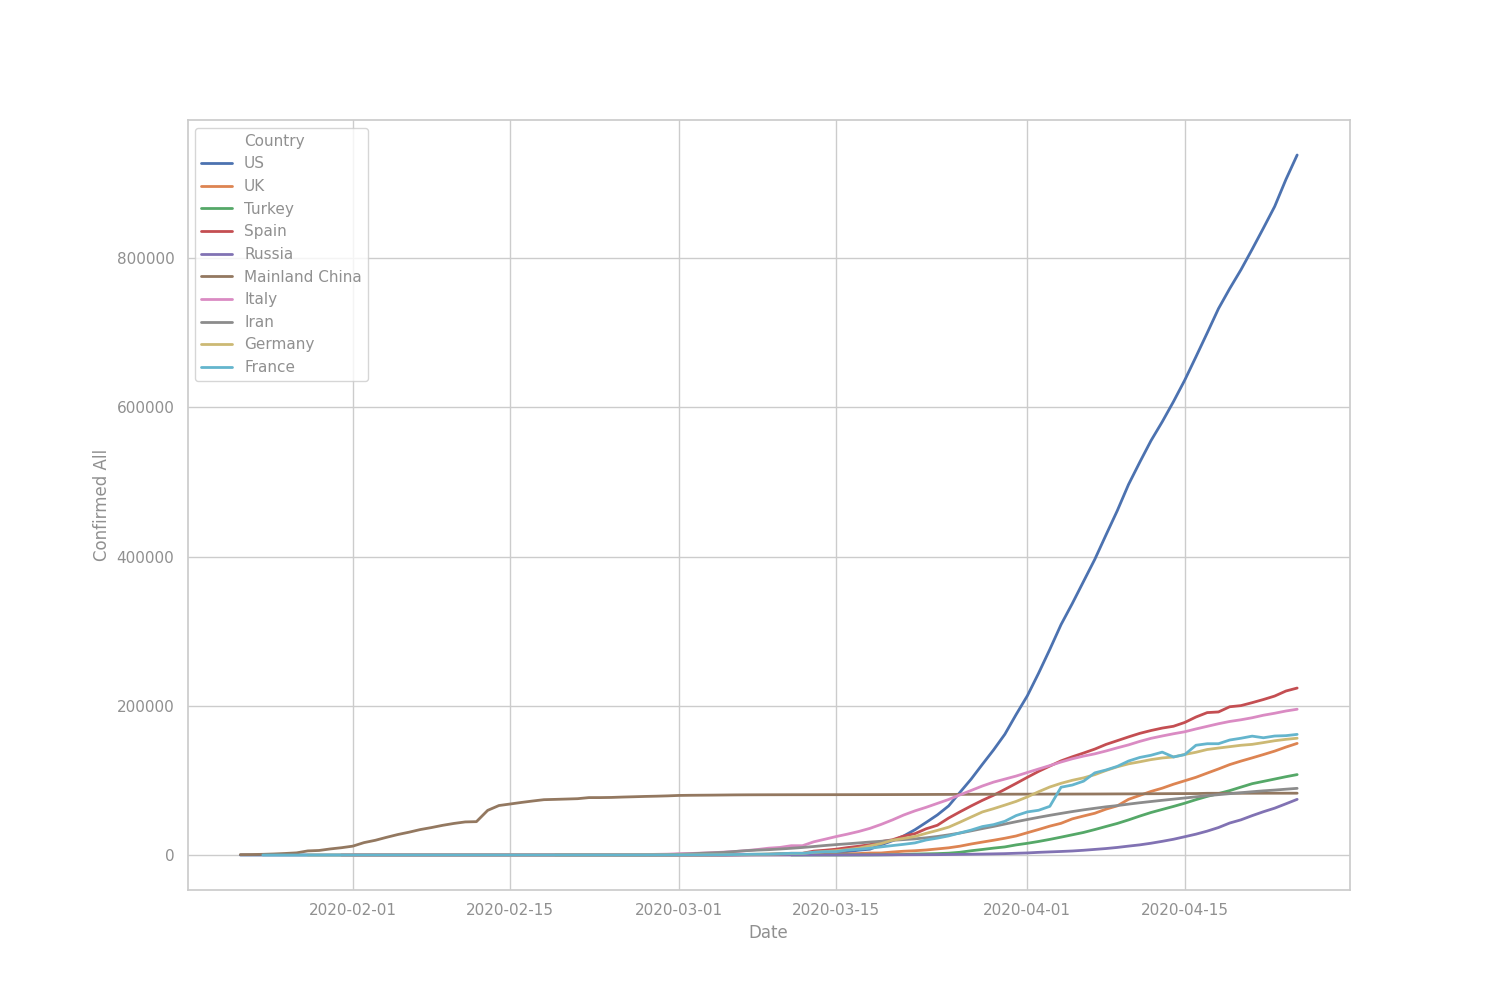 Country
US
UK
Turkey
Spain
Russia
Mainland China
Italy
Iran
Germany
France
800000
600000
400000
200000
0
Confirmed All
2020-02-01 2020-02-15 2020-03-01 2020-03-15 2020-04-01 2020-04-15
Date